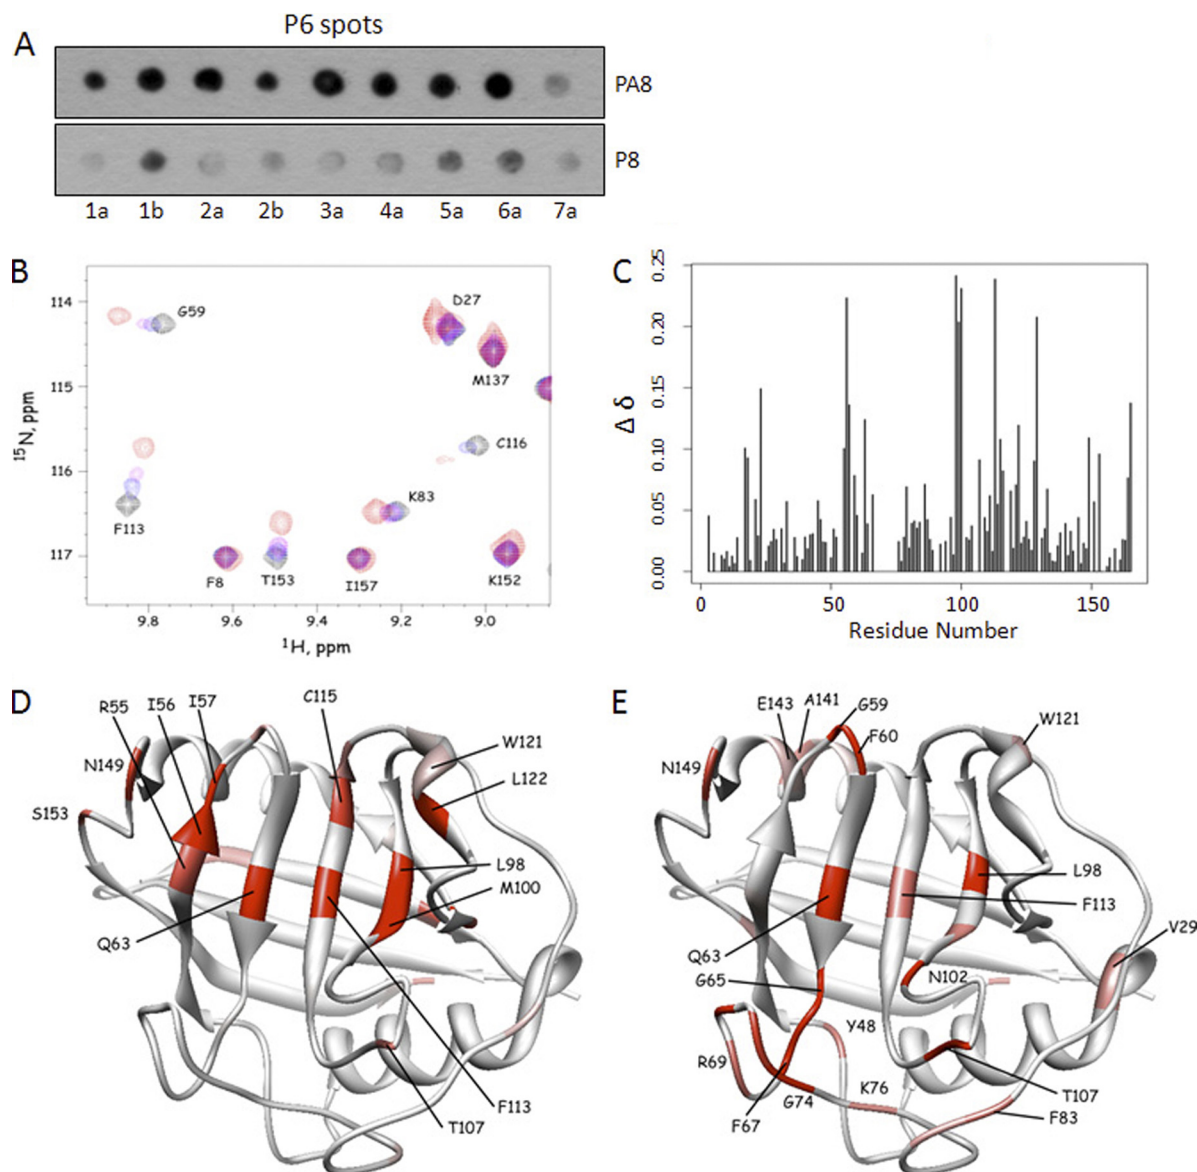 P6 spots
A
PA8
P8
1a 1b 2a 2b 3a 4a 5a 6a 7a
B
114
115
116
117
15N, ppm
G59
D27
M137
C116
K83
F113
F8
T153
I157
K152
9.8 9.6 9.4 9.2 9.0
1H, ppm
C
0.25
0.20
0.15
0.10
0.05
0.00
Δ δ
0 50 100 150
Residue Number
D
R55
I56
I57
C115
W121
L122
N149
S153
L98
M100
Q63
F113
T107
E
E143
A141
G59
F60
W121
N149
L98
F113
V29
Q63
G65
N102
Y48
R69
K76
T107
G74
F67
F83